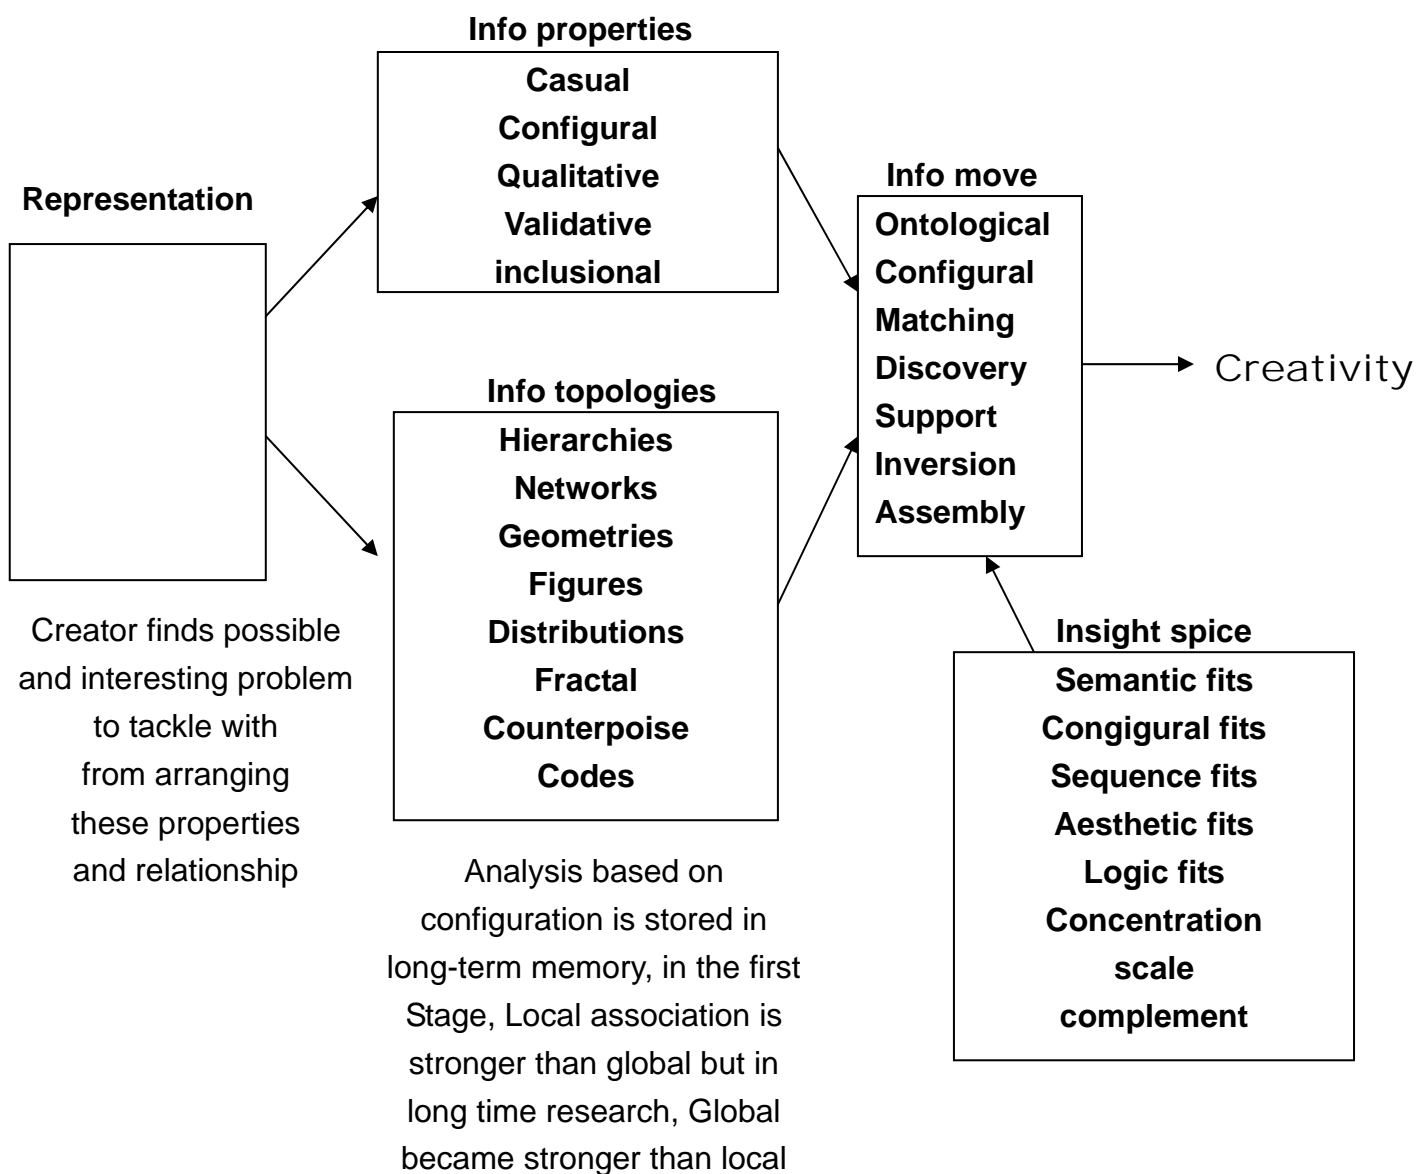 Representation
Creator finds possible
and interesting problem
to tackle with
from arranging
these properties
and relationship
Info properties
Casual
Configural
Qualitative
Validative
inclusional
Info topologies
Hierarchies
Networks
Geometries
Figures
Distributions
Fractal
Counterpoise
Codes
Analysis based on
configuration is stored in
long-term memory, in the first
Stage, Local association is
stronger than global but in
long time research, Global
became stronger than local
Info move
Ontological
Configural
Matching
Discovery
Support
Inversion
Assembly
Creativity
Insight spice
Semantic fits
Congigural fits
Sequence fits
Aesthetic fits
Logic fits
Concentration
scale
complement